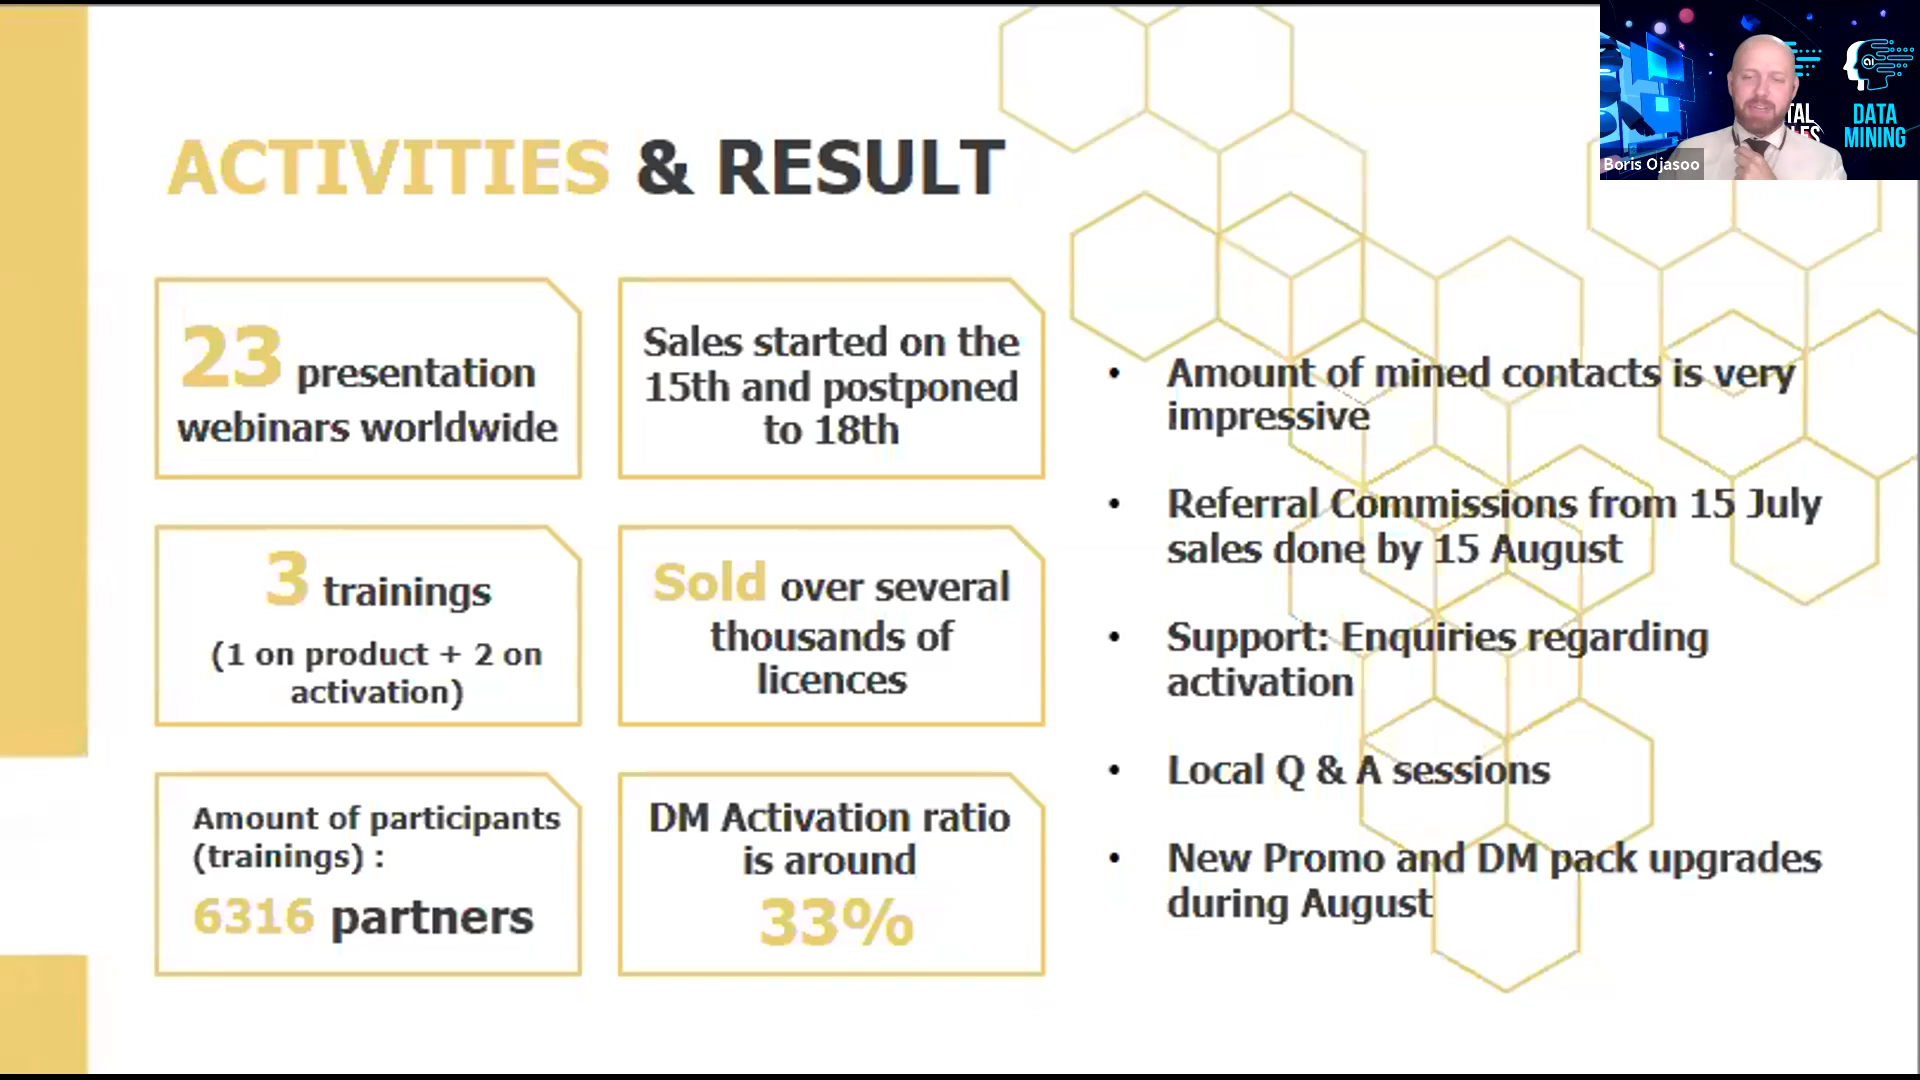 ACTIVITIES & RESULT
23 presentation
webinars worldwide
Sales started on the
15th and postponed
to 18th
3 trainings
(1 on product + 2 on
activation)
Sold over several
thousands of
licences
Amount of participants
(trainings) :
6316 partners
DM Activation ratio
is around
33%
• Amount of mined contacts is very
impressive
• Referral Commissions from 15 July
sales done by 15 August
• Support: Enquiries regarding
activation
• Local Q & A sessions
• New Promo and DM pack upgrades
during August
ai
DATA
MINING
Boris Ojasoo